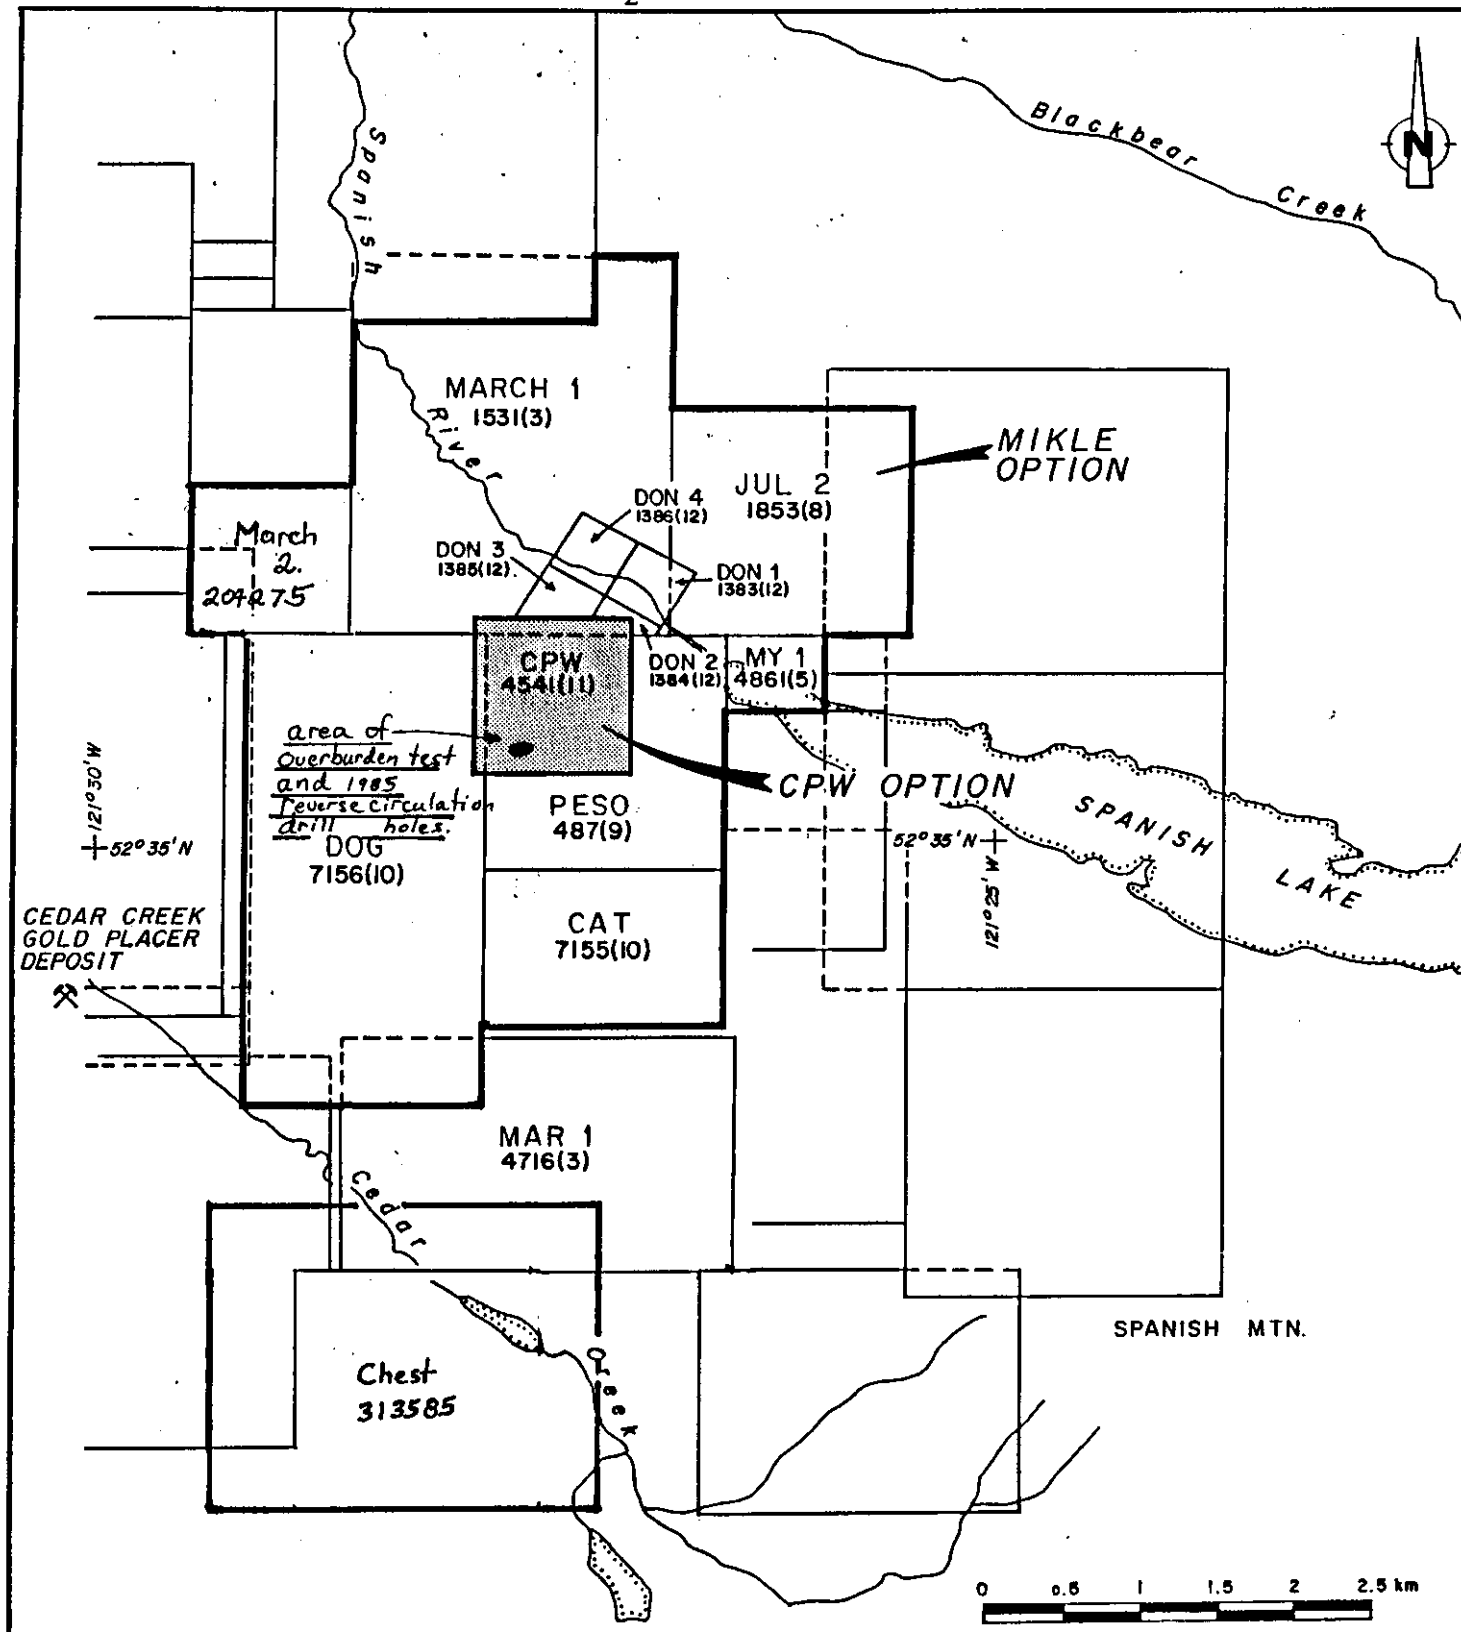 2
Blackbear
Creek
N
Spanish
River
MARCH 1
1531(3)
MIKLE
OPTION
JUL 2
1853(8)
DON 4
1386(12)
DON 3
1385(12)
DON 1
1383(12)
March
2.
204275
CPW
4541(11)
DON 2
1384(12)
MY 1
4861(5)
area of
overburden test
and 1985
reverse circulation
drill holes.
CPW OPTION
PESO
487(9)
SPANISH
LAKE
121°30'W
52°35'N
52°35'N
121°25'W
DOG
7156(10)
CAT
7155(10)
CEDAR CREEK
GOLD PLACER
DEPOSIT
MAR 1
4716(3)
Cedar
Creek
SPANISH MTN.
Chest
313585
0 0.5 1 1.5 2 2.5 km